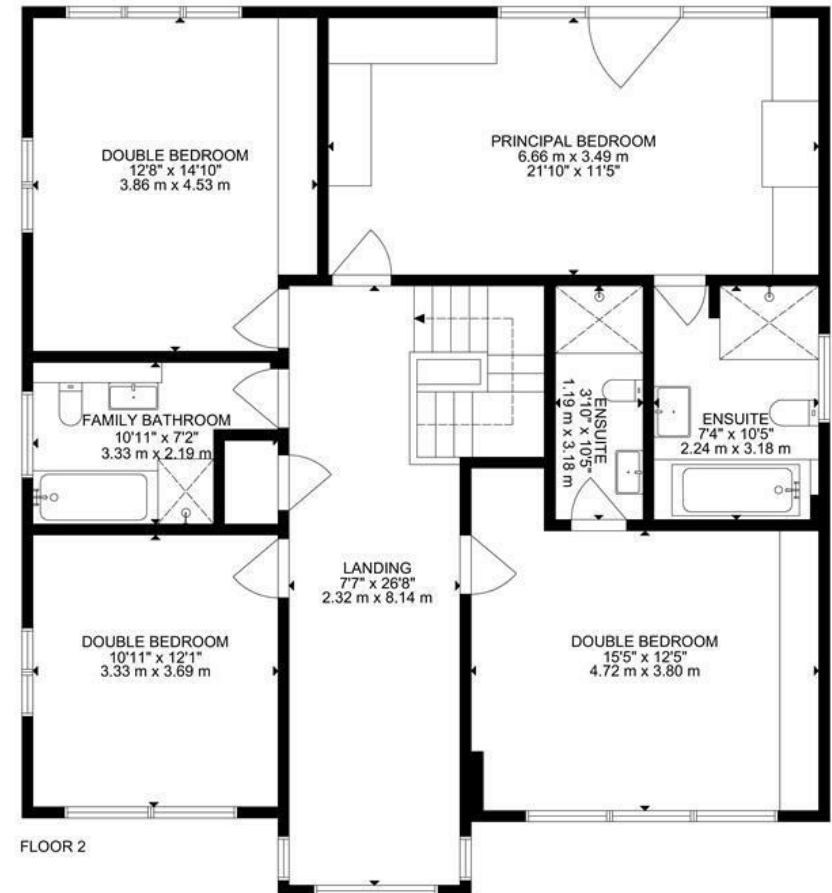 DOUBLE BEDROOM
12'8" x 14'10"
3.86 m x 4.53 m
PRINCIPAL BEDROOM
6.66 m x 3.49 m
21'10" x 11'5"
FAMILY BATHROOM
10'11" x 7'2"
3.33 m x 2.19 m
ENSUITE
3'10" x 10'5"
1.19 m x 3.18 m
ENSUITE
7'4" x 10'5"
2.24 m x 3.18 m
LANDING
7'7" x 26'8"
2.32 m x 8.14 m
DOUBLE BEDROOM
10'11" x 12'1"
3.33 m x 3.69 m
DOUBLE BEDROOM
15'5" x 12'5"
4.72 m x 3.80 m
FLOOR 2